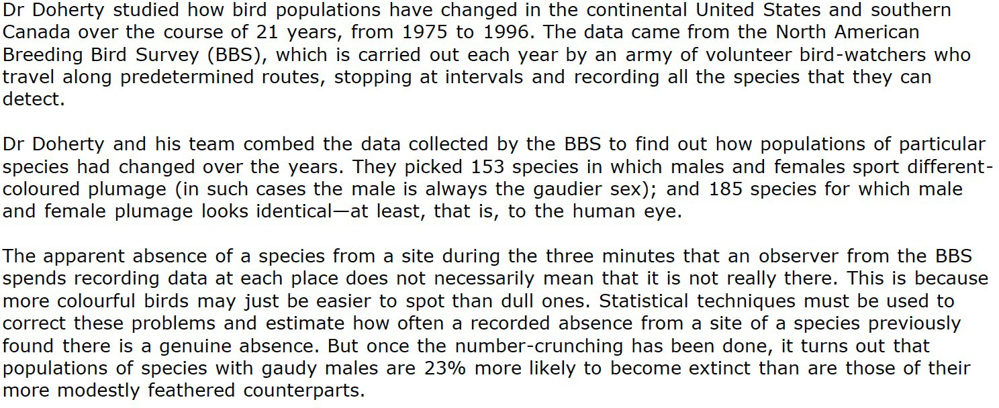 Dr Doherty studied how bird populations have changed in the continental United States and southern
Canada over the course of 21 years, from 1975 to 1996. The data came from the North American
Breeding Bird Survey (BBS), which is carried out each year by an army of volunteer bird-watchers who
travel along predetermined routes, stopping at intervals and recording all the species that they can
detect.

Dr Doherty and his team combed the data collected by the BBS to find out how populations of particular
species had changed over the years. They picked 153 species in which males and females sport different-
coloured plumage (in such cases the male is always the gaudier sex); and 185 species for which male
and female plumage looks identical—at least, that is, to the human eye.

The apparent absence of a species from a site during the three minutes that an observer from the BBS
spends recording data at each place does not necessarily mean that it is not really there. This is because
more colourful birds may just be easier to spot than dull ones. Statistical techniques must be used to
correct these problems and estimate how often a recorded absence from a site of a species previously
found there is a genuine absence. But once the number-crunching has been done, it turns out that
populations of species with gaudy males are 23% more likely to become extinct than are those of their
more modestly feathered counterparts.